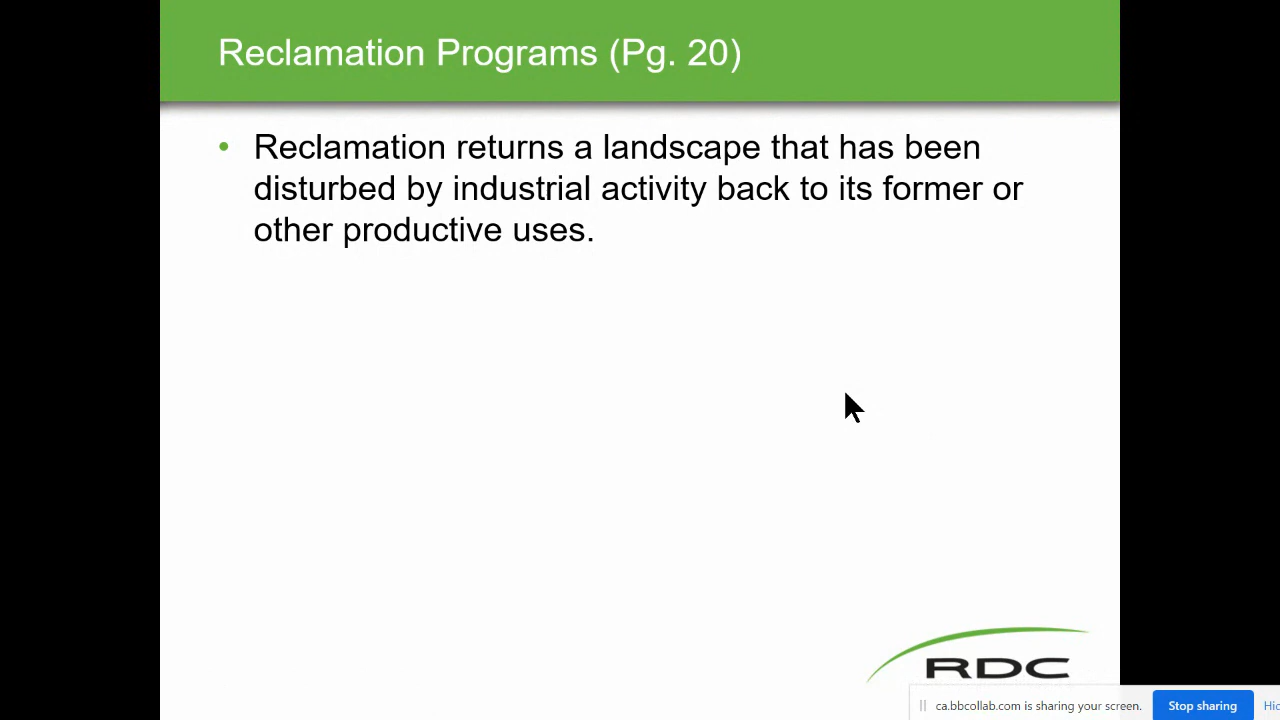 Reclamation Programs (Pg. 20)
• Reclamation returns a landscape that has been
disturbed by industrial activity back to its former or
other productive uses.
RDC
ca.bbcollab.com is sharing your screen.
Stop sharing
Hic